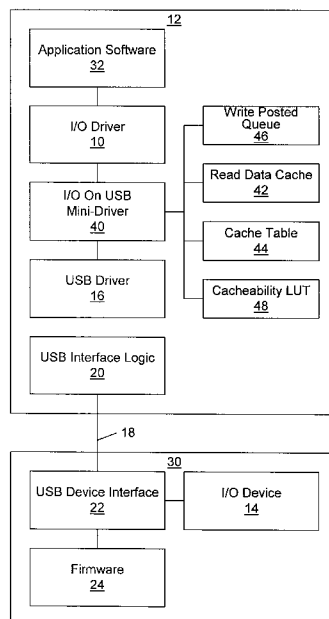 12
Application Software
32
I/O Driver
10
I/O On USB
Mini-Driver
40
USB Driver
16
USB Interface Logic
20
Write Posted
Queue
46
Read Data Cache
42
Cache Table
44
Cacheability LUT
48
18
30
USB Device Interface
22
I/O Device
14
Firmware
24